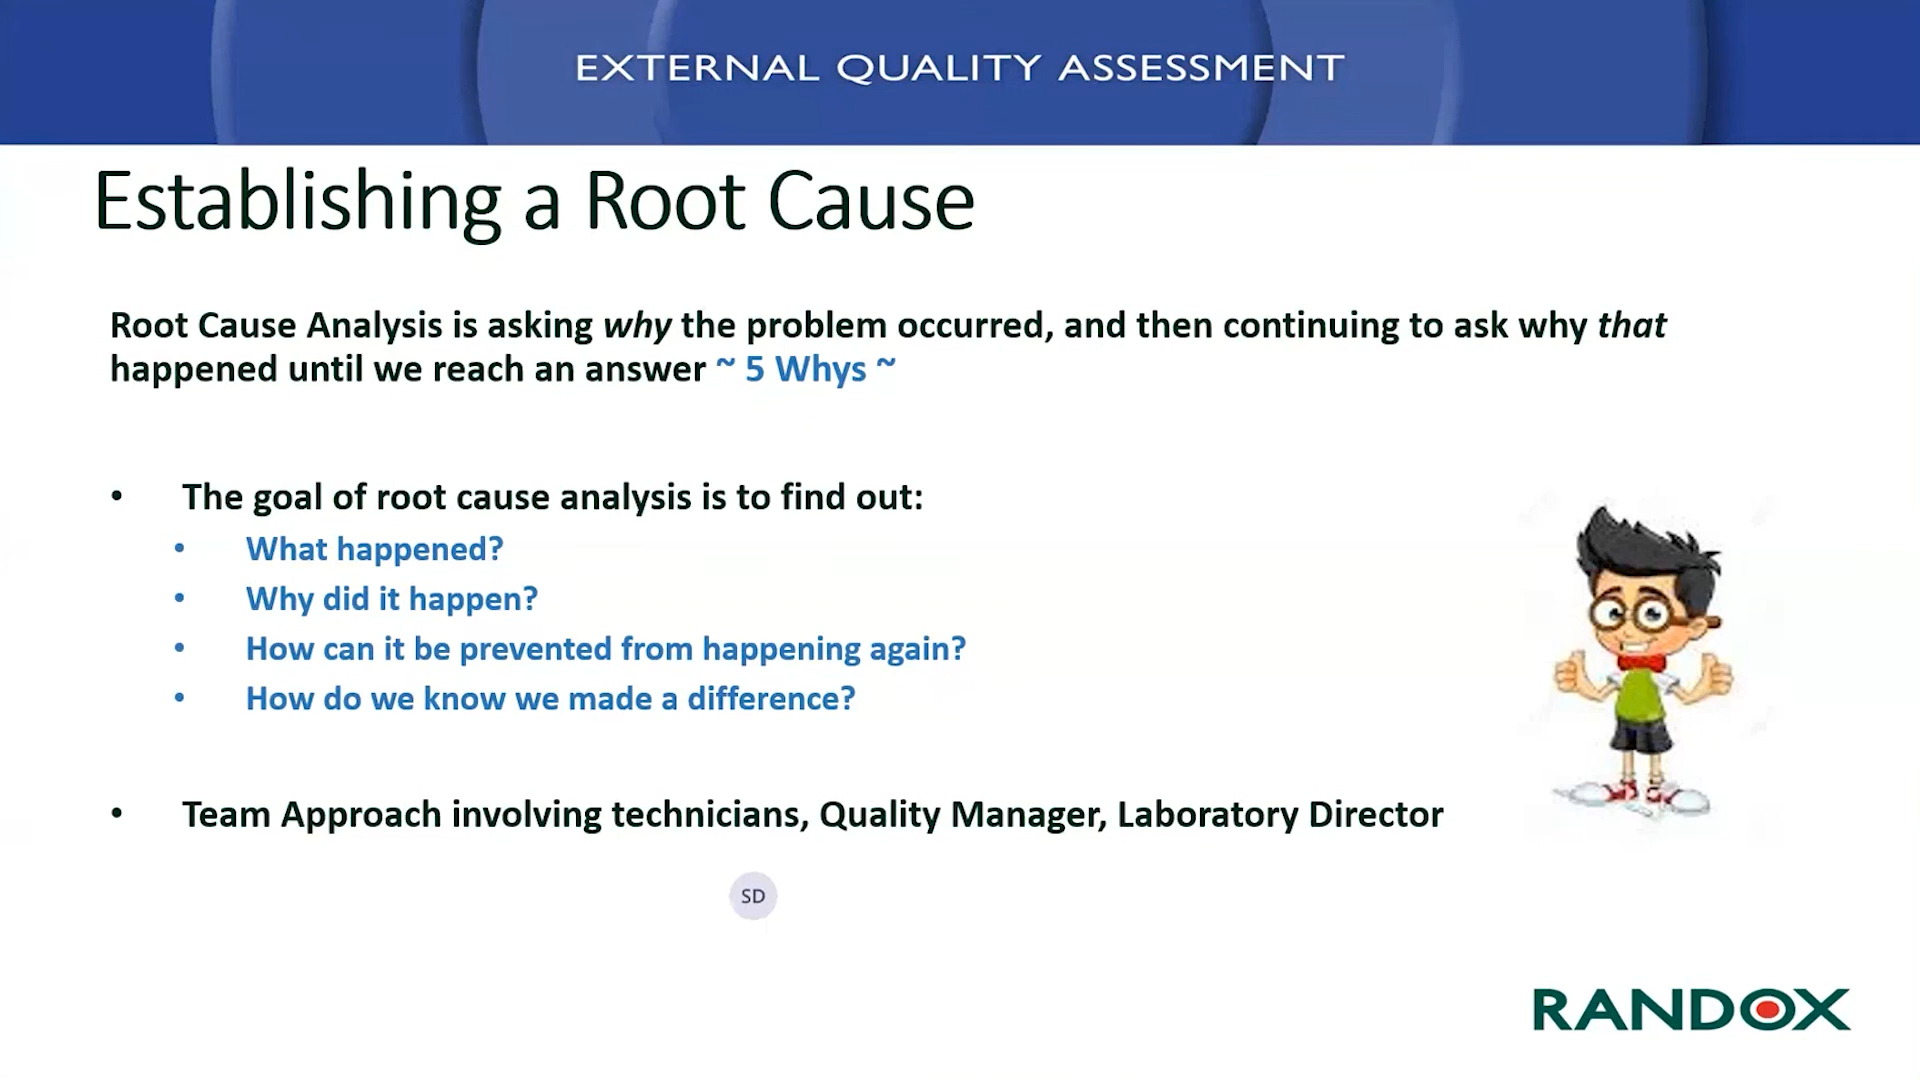 EXTERNAL QUALITY ASSESSMENT
Establishing a Root Cause
Root Cause Analysis is asking why the problem occurred, and then continuing to ask why that
happened until we reach an answer ~ 5 Whys ~
• The goal of root cause analysis is to find out:
• What happened?
• Why did it happen?
• How can it be prevented from happening again?
• How do we know we made a difference?
• Team Approach involving technicians, Quality Manager, Laboratory Director
SD
RANDOX